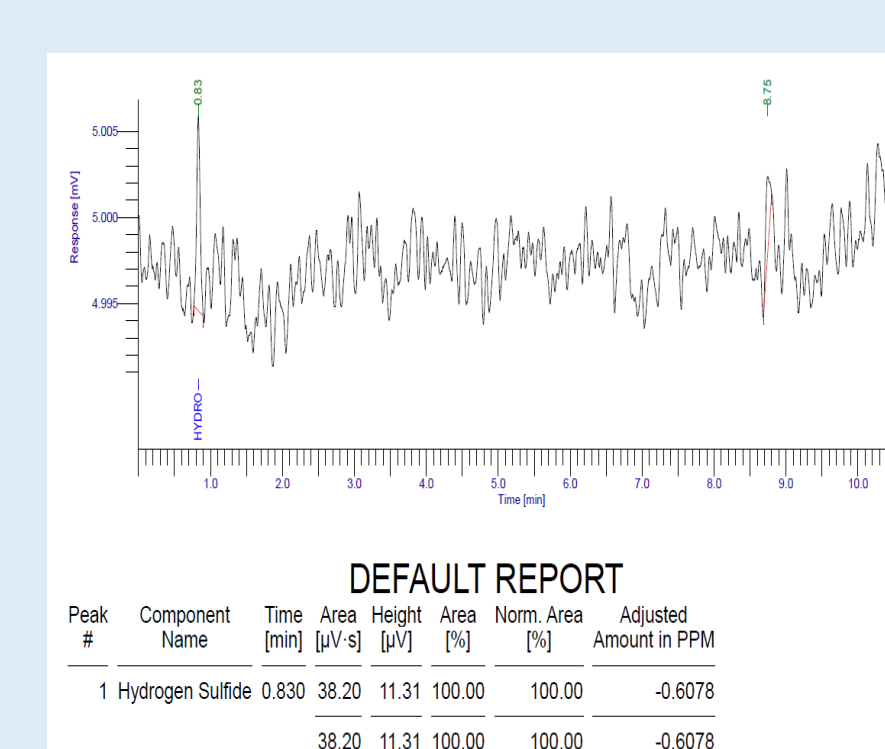 0.83
8.75
5.005
5.000
4.995
Response [mV]
HYDRO
1.0 2.0 3.0 4.0 5.0 6.0 7.0 8.0 9.0 10.0
Time [min]
DEFAULT REPORT
Peak Component Time Area Height Area Norm. Area Adjusted
# Name [min] [µV·s] [µV] [%] [%] Amount in PPM
1 Hydrogen Sulfide 0.830 38.20 11.31 100.00 100.00 -0.6078
38.20 11.31 100.00 100.00 -0.6078